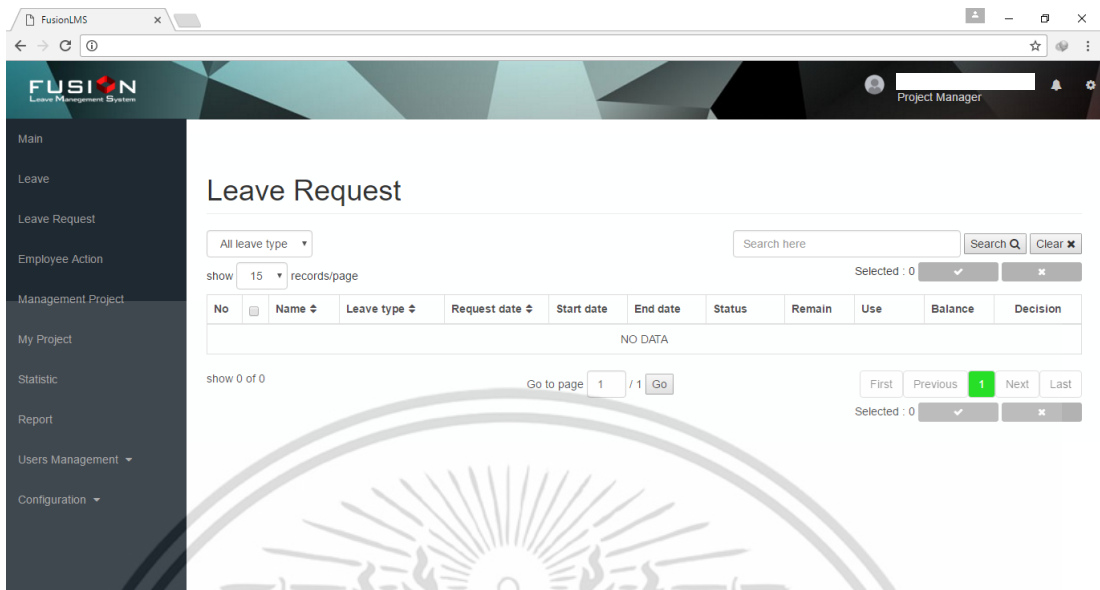 FusionLMS
FUSION
Leave Manegement System
Project Manager
Main
Leave
Leave Request
Employee Action
Management Project
My Project
Statistic
Report
Users Management
Configuration
Leave Request
All leave type
Search here
Search
Clear
show 15 records/page
Selected : 0
No Name Leave type Request date Start date End date Status Remain Use Balance Decision
NO DATA
show 0 of 0
Go to page 1 / 1 Go
First Previous 1 Next Last
Selected : 0